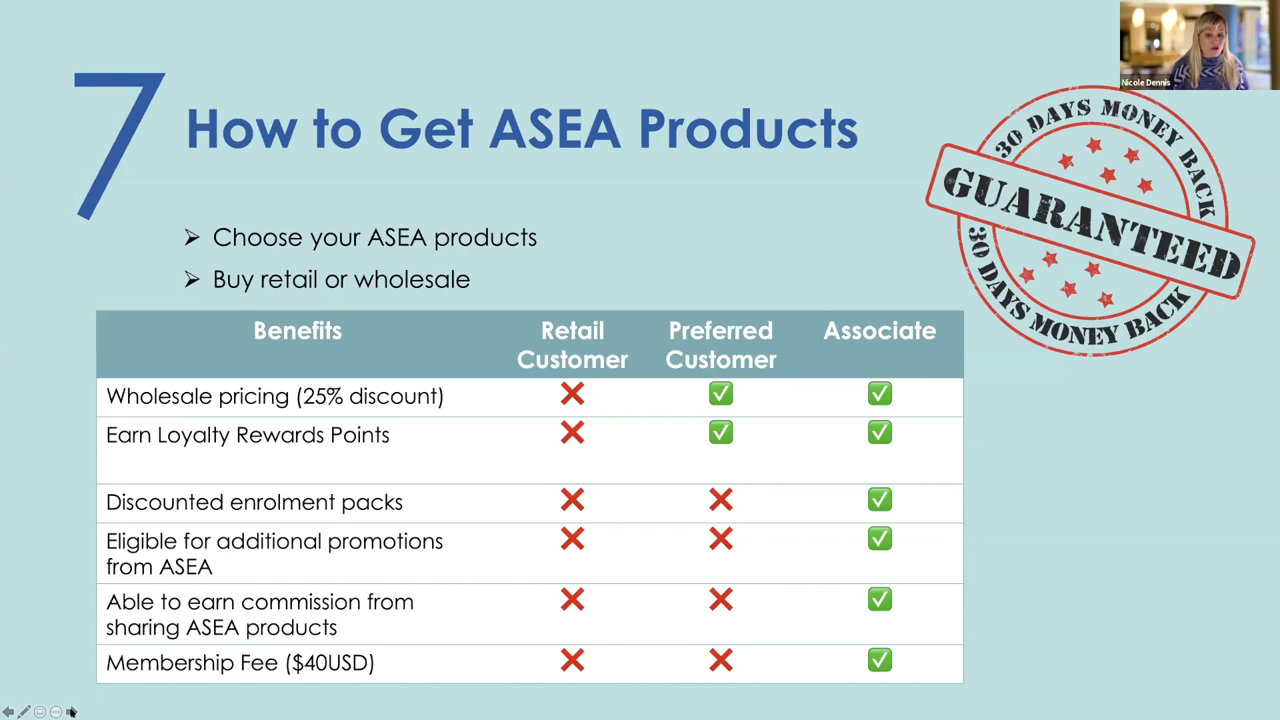 Nicole Dennis
7
How to Get ASEA Products
30 DAYS MONEY BACK
GUARANTEED
30 DAYS MONEY BACK
➢ Choose your ASEA products
➢ Buy retail or wholesale
Benefits Retail Customer Preferred Customer Associate
Wholesale pricing (25% discount) ❌ ✅ ✅
Earn Loyalty Rewards Points ❌ ✅ ✅
Discounted enrolment packs ❌ ❌ ✅
Eligible for additional promotions
from ASEA ❌ ❌ ✅
Able to earn commission from
sharing ASEA products ❌ ❌ ✅
Membership Fee ($40USD) ❌ ❌ ✅